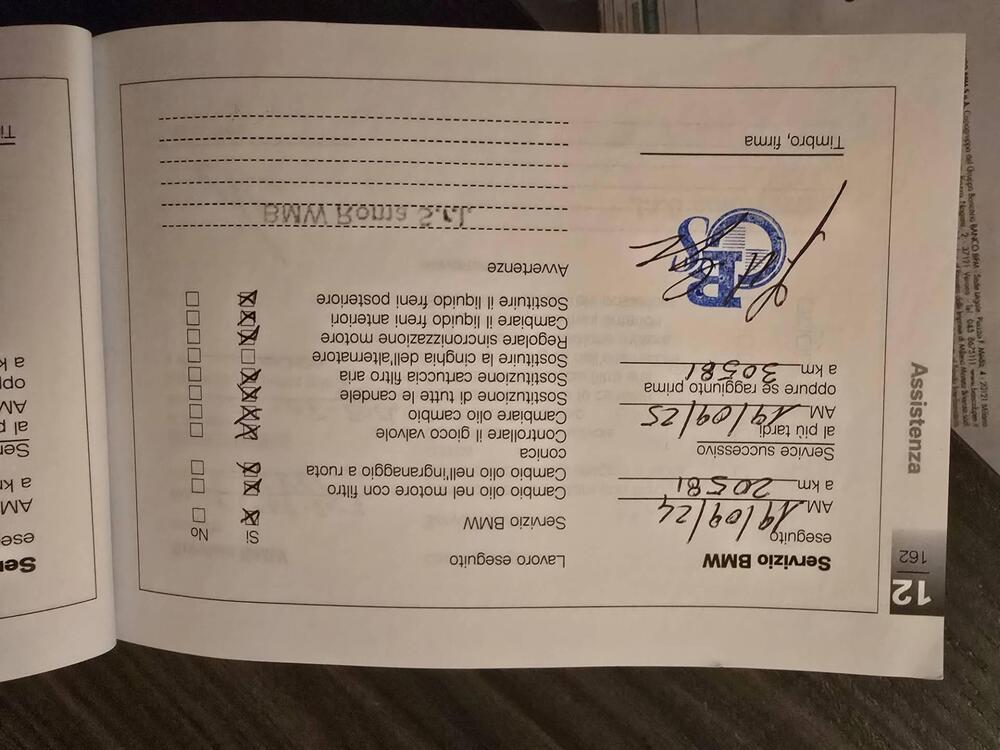 12
162
Assistenza
Servizio BMW
eseguito
AM 19/09/24
a km 20581
Service successivo
al più tardi
AM 19/09/25
oppure se raggiunto prima
a km 30581
Timbro, firma
Lavoro eseguito
Sì No
Servizio BMW
Cambio olio nel motore con filtro
Cambio olio nell'ingranaggio a ruota
conica
Controllare il gioco valvole
Cambiare olio cambio
Sostituzione di tutte le candele
Sostituzione cartuccia filtro aria
Sostituire la cinghia dell'alternatore
Regolare sincronizzazione motore
Cambiare il liquido freni anteriori
Sostituire il liquido freni posteriore
Avvertenze
BMW Roma S.r.l.